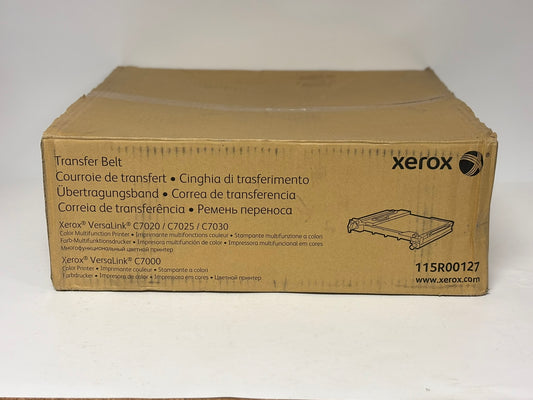 Transfer Belt
Courroie de transfert • Cinghia di trasferimento
Übertragungsband • Correa de transferencia
Correia de transferência • Ремень переноса
Xerox® VersaLink® C7020 / C7025 / C7030
Color Multifunction Printer • Imprimante multifonctions couleur • Stampante multifunzione a colori
Farb-Multifunktionsdrucker • Impresora multifunción de color • Impressora multifuncional em cores
Многофункциональный цветной принтер
Xerox® VersaLink® C7000
Color Printer • Imprimante couleur • Stampante a colori
Farbdrucker • Impresora de color • Impressora em cores • Цветной принтер
xerox
115R00127
www.xerox.com